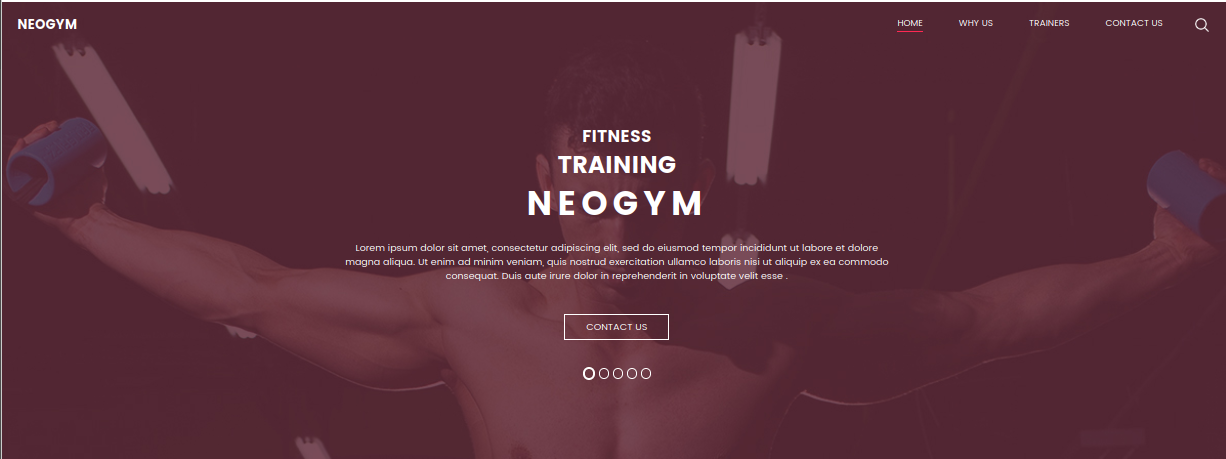 NEOGYM
HOME WHY US TRAINERS CONTACT US
FITNESS
TRAINING
NEOGYM
Lorem ipsum dolor sit amet, consectetur adipiscing elit, sed do eiusmod tempor incididunt ut labore et dolore
magna aliqua. Ut enim ad minim veniam, quis nostrud exercitation ullamco laboris nisi ut aliquip ex ea commodo
consequat. Duis aute irure dolor in reprehenderit in voluptate velit esse .
CONTACT US